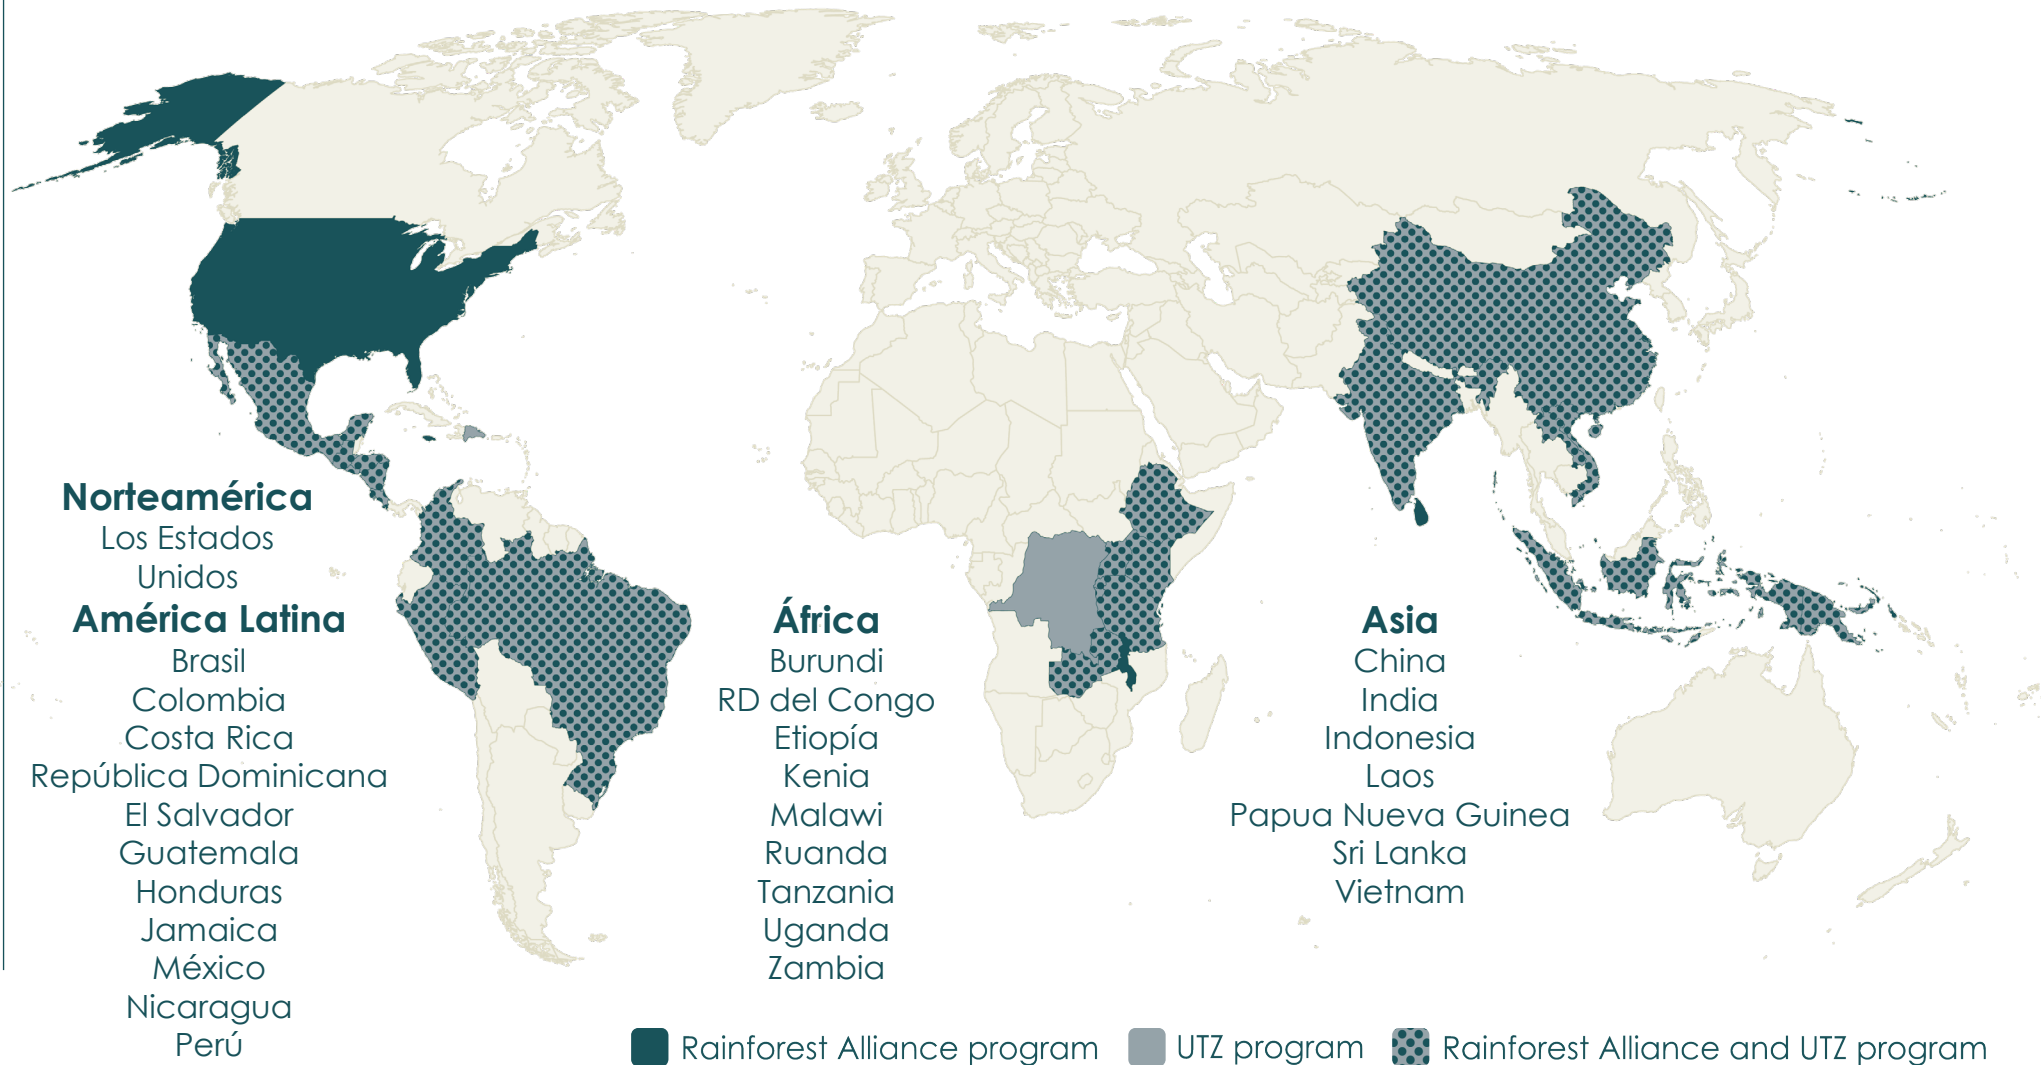 Norteamérica
Los Estados
Unidos
América Latina
Brasil
Colombia
Costa Rica
República Dominicana
El Salvador
Guatemala
Honduras
Jamaica
México
Nicaragua
Perú
África
Burundi
RD del Congo
Etiopía
Kenia
Malawi
Ruanda
Tanzania
Uganda
Zambia
Asia
China
India
Indonesia
Laos
Papua Nueva Guinea
Sri Lanka
Vietnam
Rainforest Alliance program
UTZ program
Rainforest Alliance and UTZ program